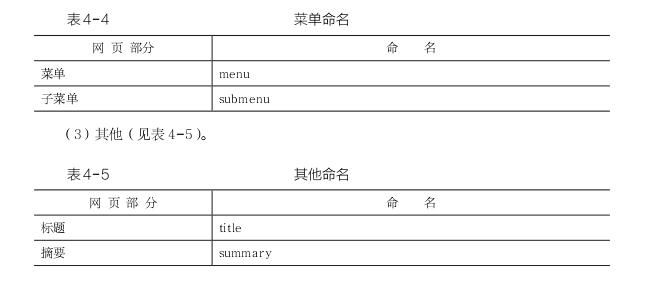 表4-4 菜单命名
网 页 部分 命 名
菜单 menu
子菜单 submenu
（3）其他（见表4-5）。
表4-5 其他命名
网 页 部 分 命 名
标题 title
摘要 summary